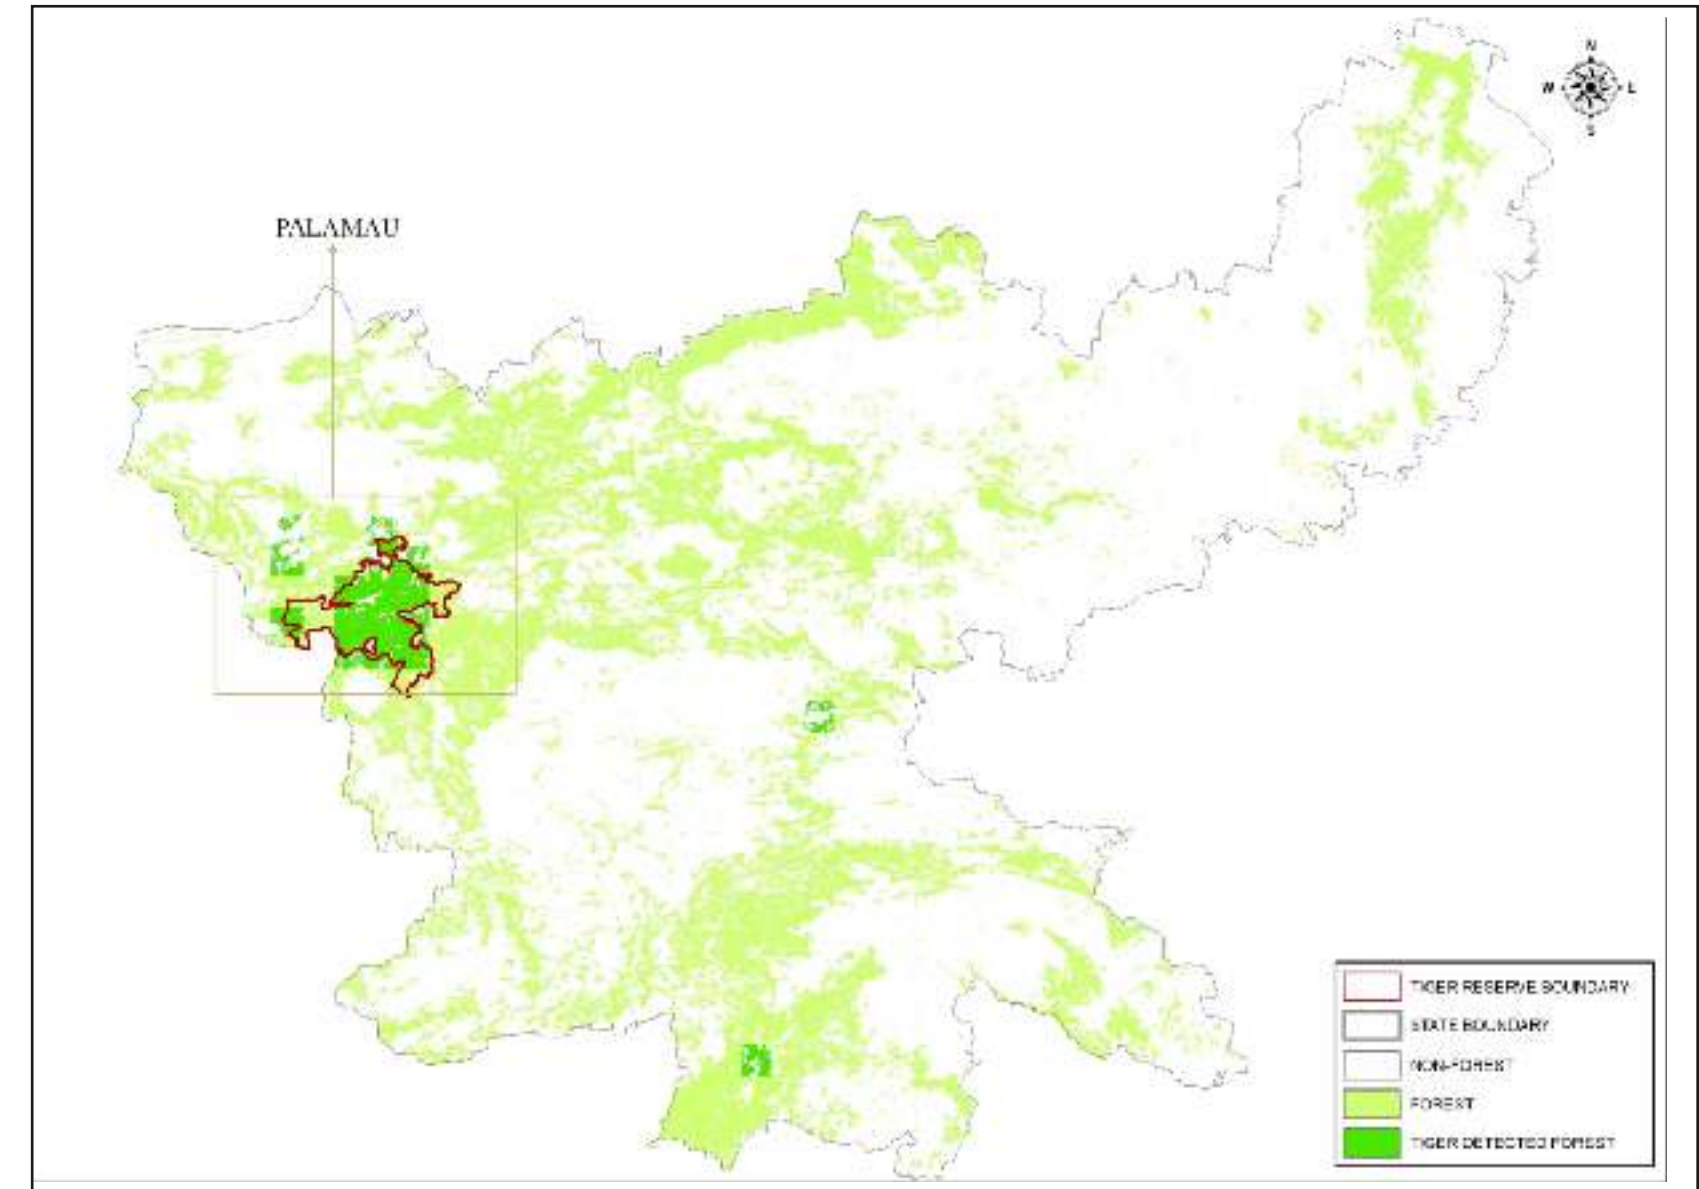 N
W E
S
PALAMAU
TIGER RESERVE BOUNDARY
STATE BOUNDARY
NON-FOREST
FOREST
TIGER DETECTED FOREST